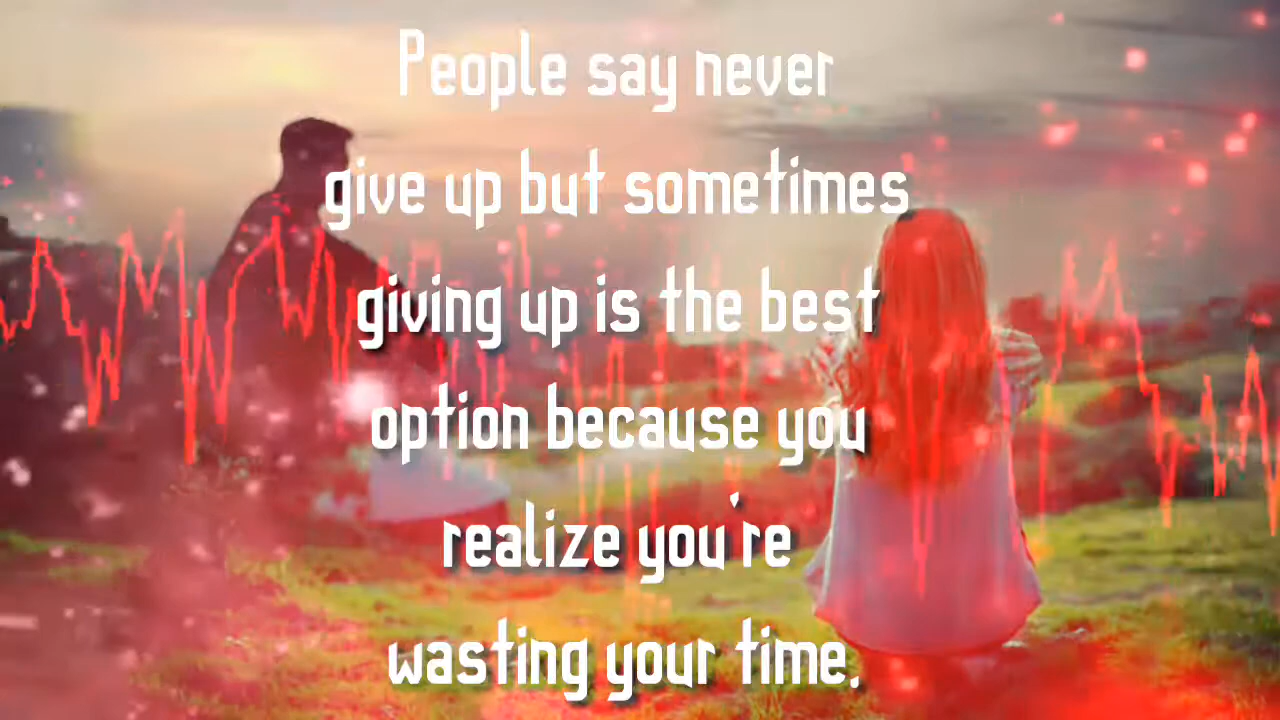 People say never
give up but sometimes
giving up is the best
option because you
realize you're
wasting your time.